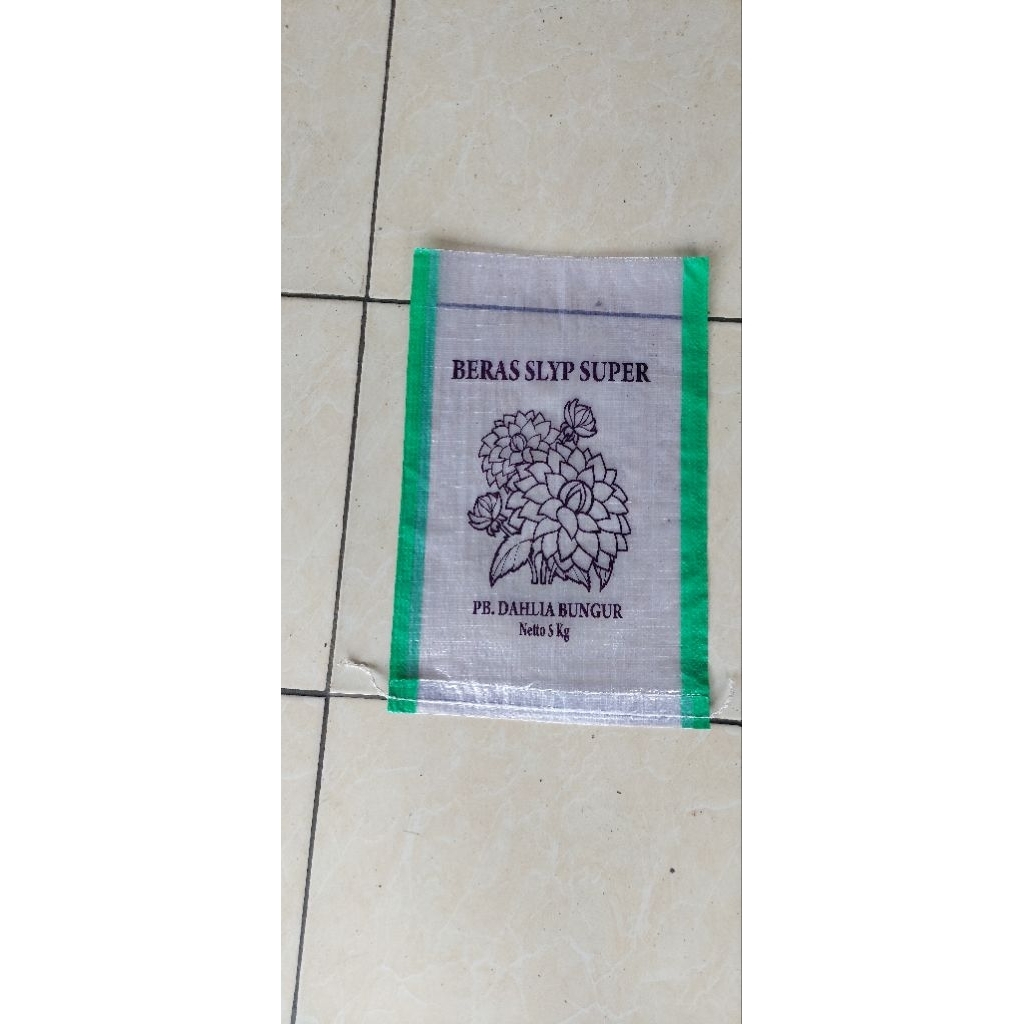 BERAS SLYP SUPER
PB. DAHLIA BUNGUR
Netto 5 Kg